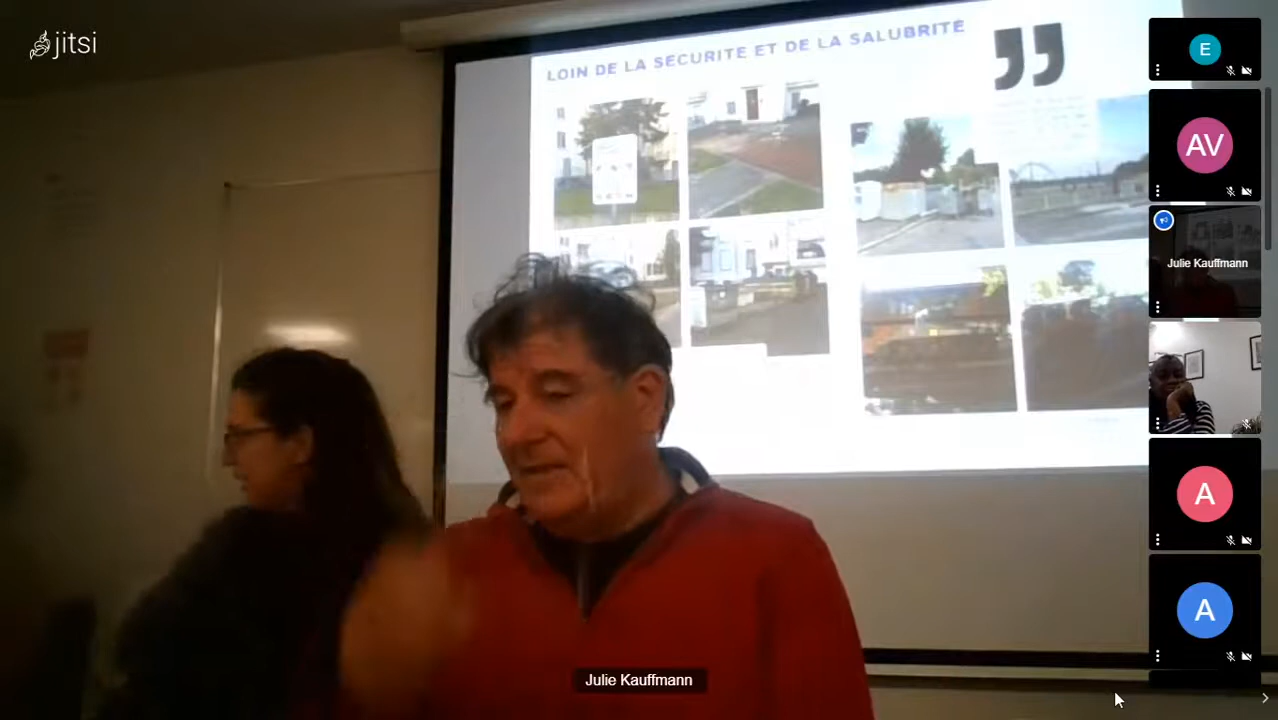 jitsi
LOIN DE LA SECURITE ET DE LA SALUBRITE
E
AV
Julie Kauffmann
A
A
Julie Kauffmann